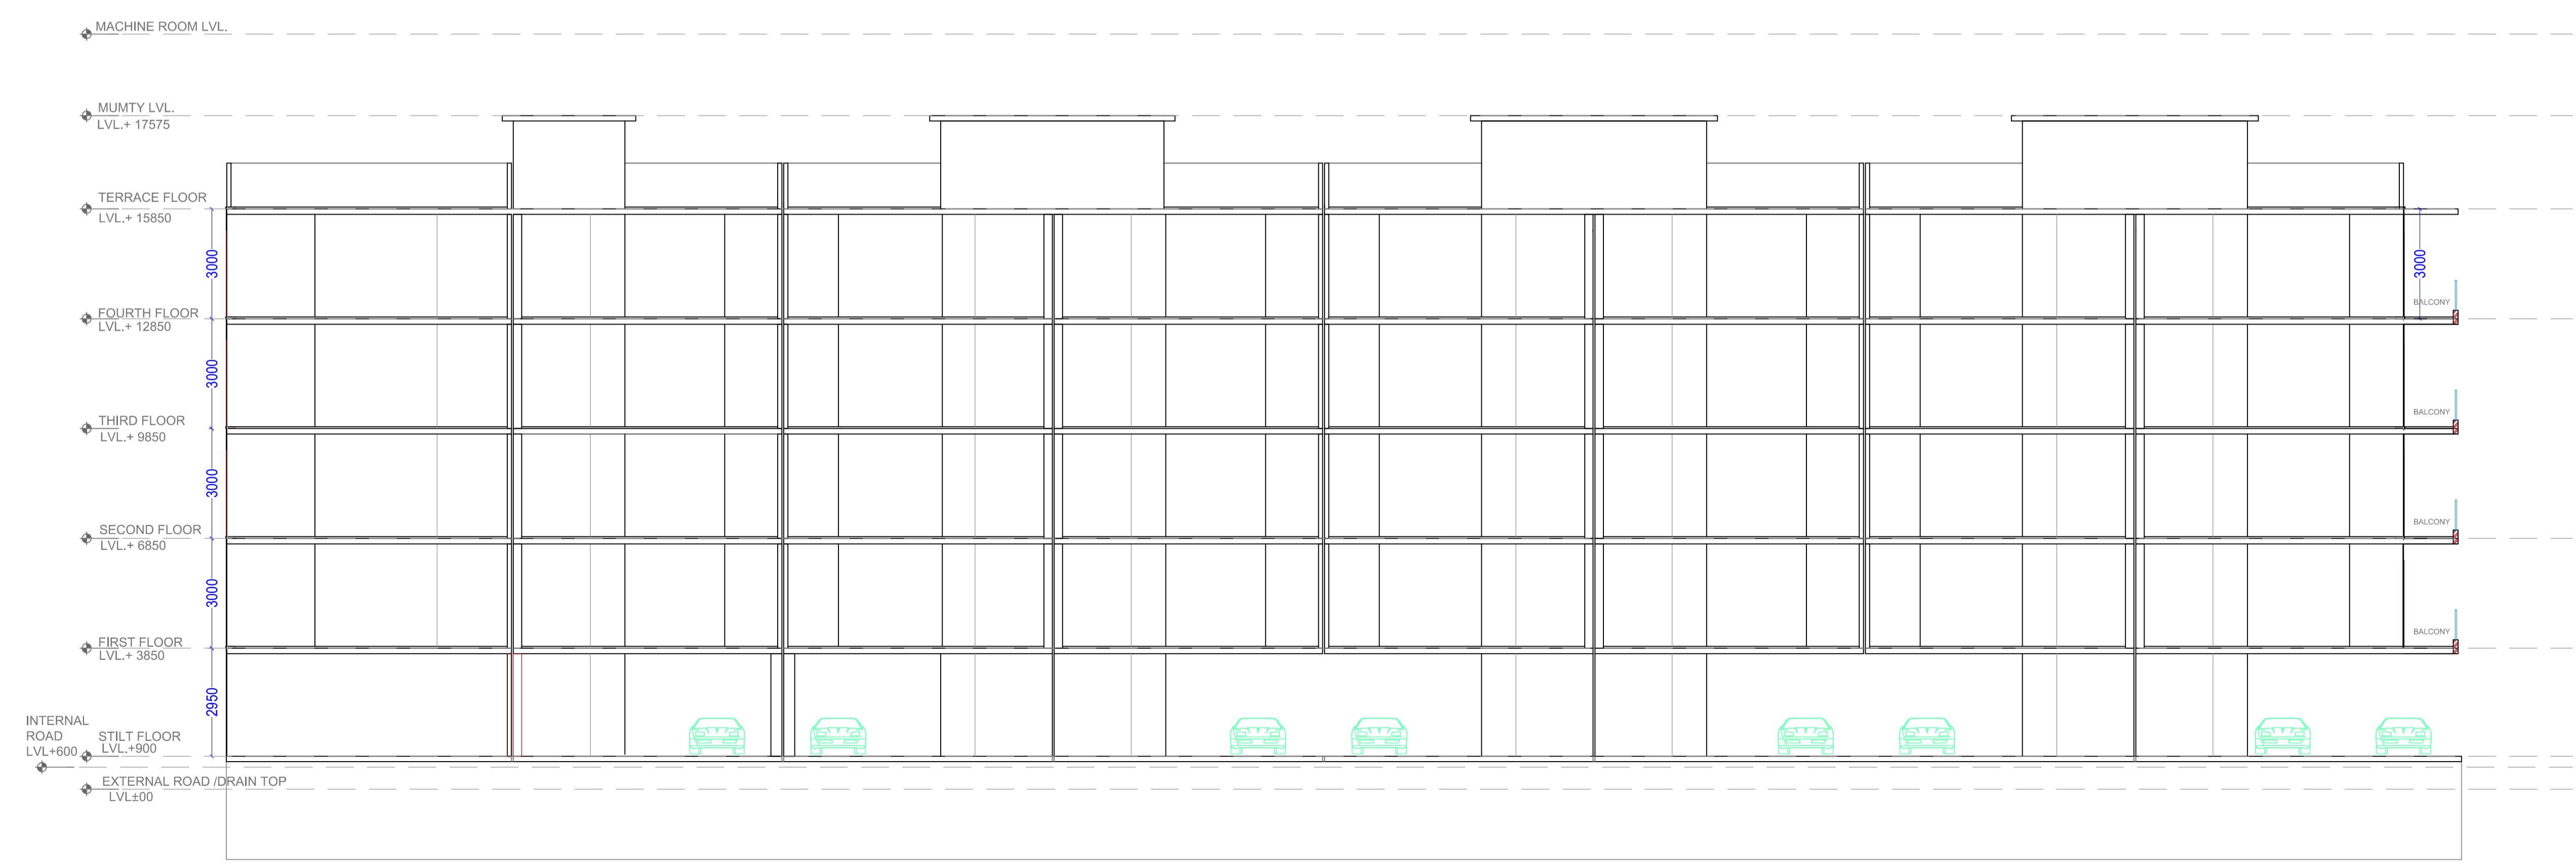 MACHINE ROOM LVL.
MUMTY LVL.
LVL.+ 17575
TERRACE FLOOR
LVL.+ 15850
3000
3000
BALCONY
FOURTH FLOOR
LVL.+ 12850
3000
BALCONY
THIRD FLOOR
LVL.+ 9850
3000
BALCONY
SECOND FLOOR
LVL.+ 6850
3000
BALCONY
FIRST FLOOR
LVL.+ 3850
2950
INTERNAL
ROAD
LVL+600
STILT FLOOR
LVL.+900
EXTERNAL ROAD /DRAIN TOP
LVL±00